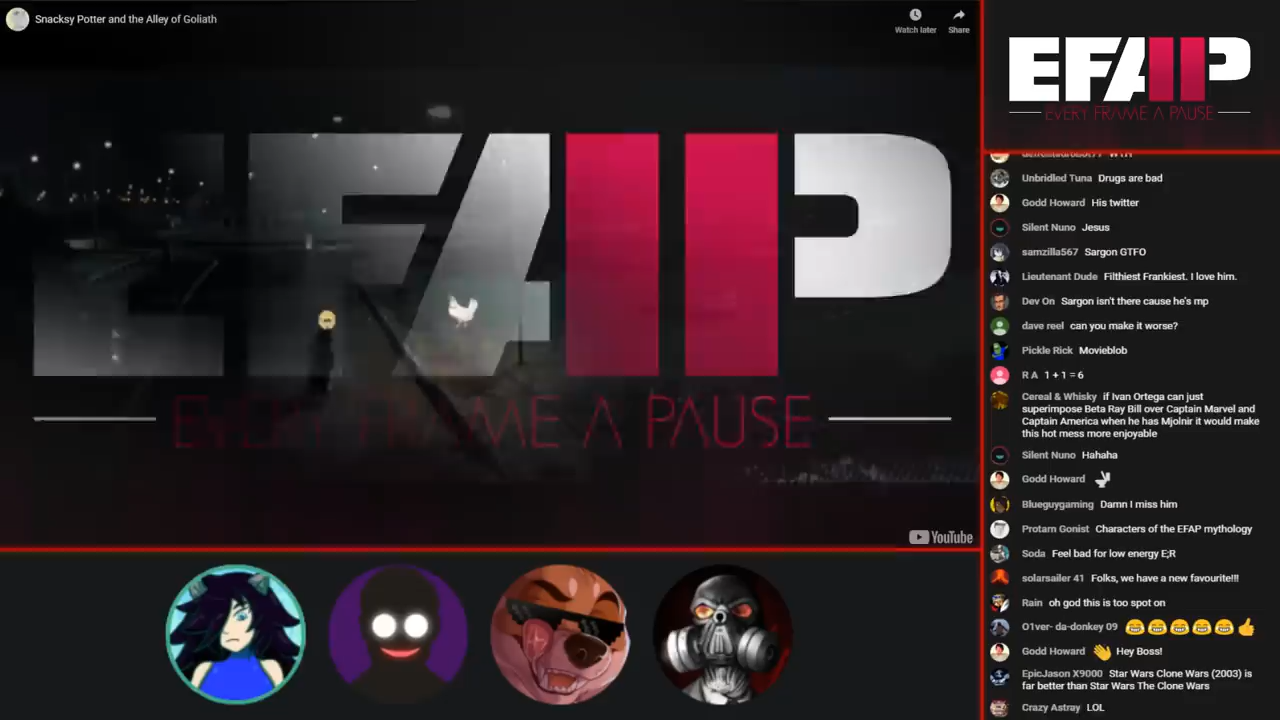 Snacksy Potter and the Alley of Goliath
Watch later
Share
EFAP
EVERY FRAME A PAUSE
YouTube
EFAP
EVERY FRAME A PAUSE
Unbridled Tuna Drugs are bad
Godd Howard His twitter
Silent Nuno Jesus
samzilla567 Sargon GTFO
Lieutenant Dude Filthiest Frankiest. I love him.
Dev On Sargon isn't there cause he's mp
dave reel can you make it worse?
Pickle Rick Movieblob
R A 1 + 1 = 6
Cereal & Whisky if Ivan Ortega can just
superimpose Beta Ray Bill over Captain Marvel and
Captain America when he has Mjolnir it would make
this hot mess more enjoyable
Silent Nuno Hahaha
Godd Howard
Blueguygaming Damn I miss him
Protam Gonist Characters of the EFAP mythology
Soda Feel bad for low energy E;R
solarsailer 41 Folks, we have a new favourite!!!
Rain oh god this is too spot on
O1ver- da-donkey 09 😂😂😂😂😂👍
Godd Howard 👋 Hey Boss!
EpicJason X9000 Star Wars Clone Wars (2003) is
far better than Star Wars The Clone Wars
Crazy Astray LOL